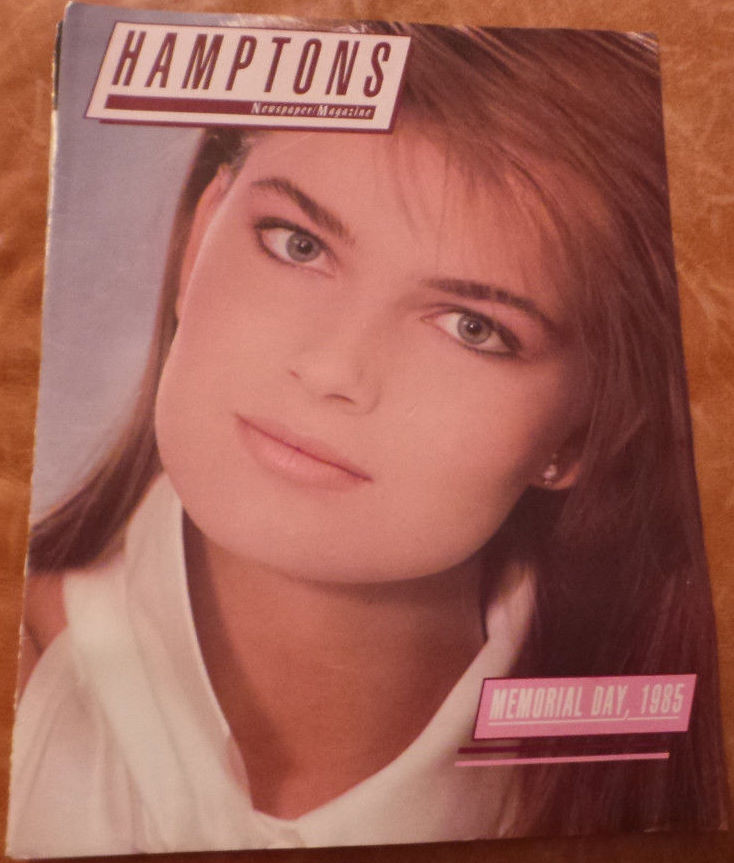 HAMPTONS
Newspaper/Magazine
MEMORIAL DAY, 1985